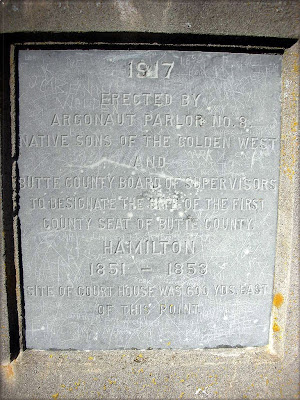 1917
ERECTED BY
ARGONAUT PARLOR NO. 8,
NATIVE SONS OF THE GOLDEN WEST
AND
BUTTE COUNTY BOARD OF SUPERVISORS
TO DESIGNATE THE SITE OF THE FIRST
COUNTY SEAT OF BUTTE COUNTY
HAMILTON
1851 – 1853
SITE OF COURT HOUSE WAS 600 YDS. EAST
OF THIS POINT